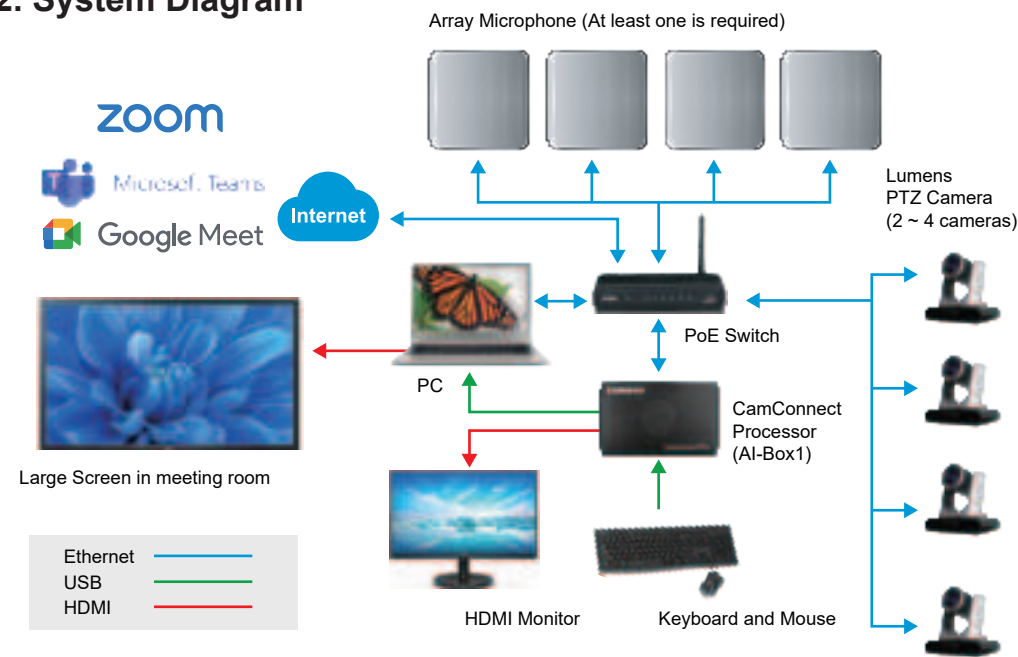 2. System Diagram
Array Microphone (At least one is required)
zoom
Microsoft Teams
Google Meet
Internet
Lumens
PTZ Camera
(2 ~ 4 cameras)
PoE Switch
PC
CamConnect
Processor
(AI-Box1)
Large Screen in meeting room
Ethernet
USB
HDMI
HDMI Monitor
Keyboard and Mouse